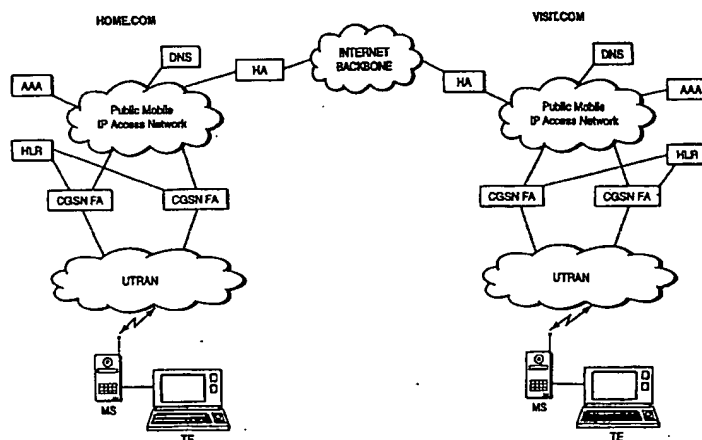 HOME.COM
VISIT.COM
DNS
HA
INTERNET
BACKBONE
HA
DNS
AAA
Public Mobile
IP Access Network
Public Mobile
IP Access Network
AAA
HLR
HLR
CGSN FA
CGSN FA
CGSN FA
CGSN FA
UTRAN
UTRAN
MS
TE
MS
TE